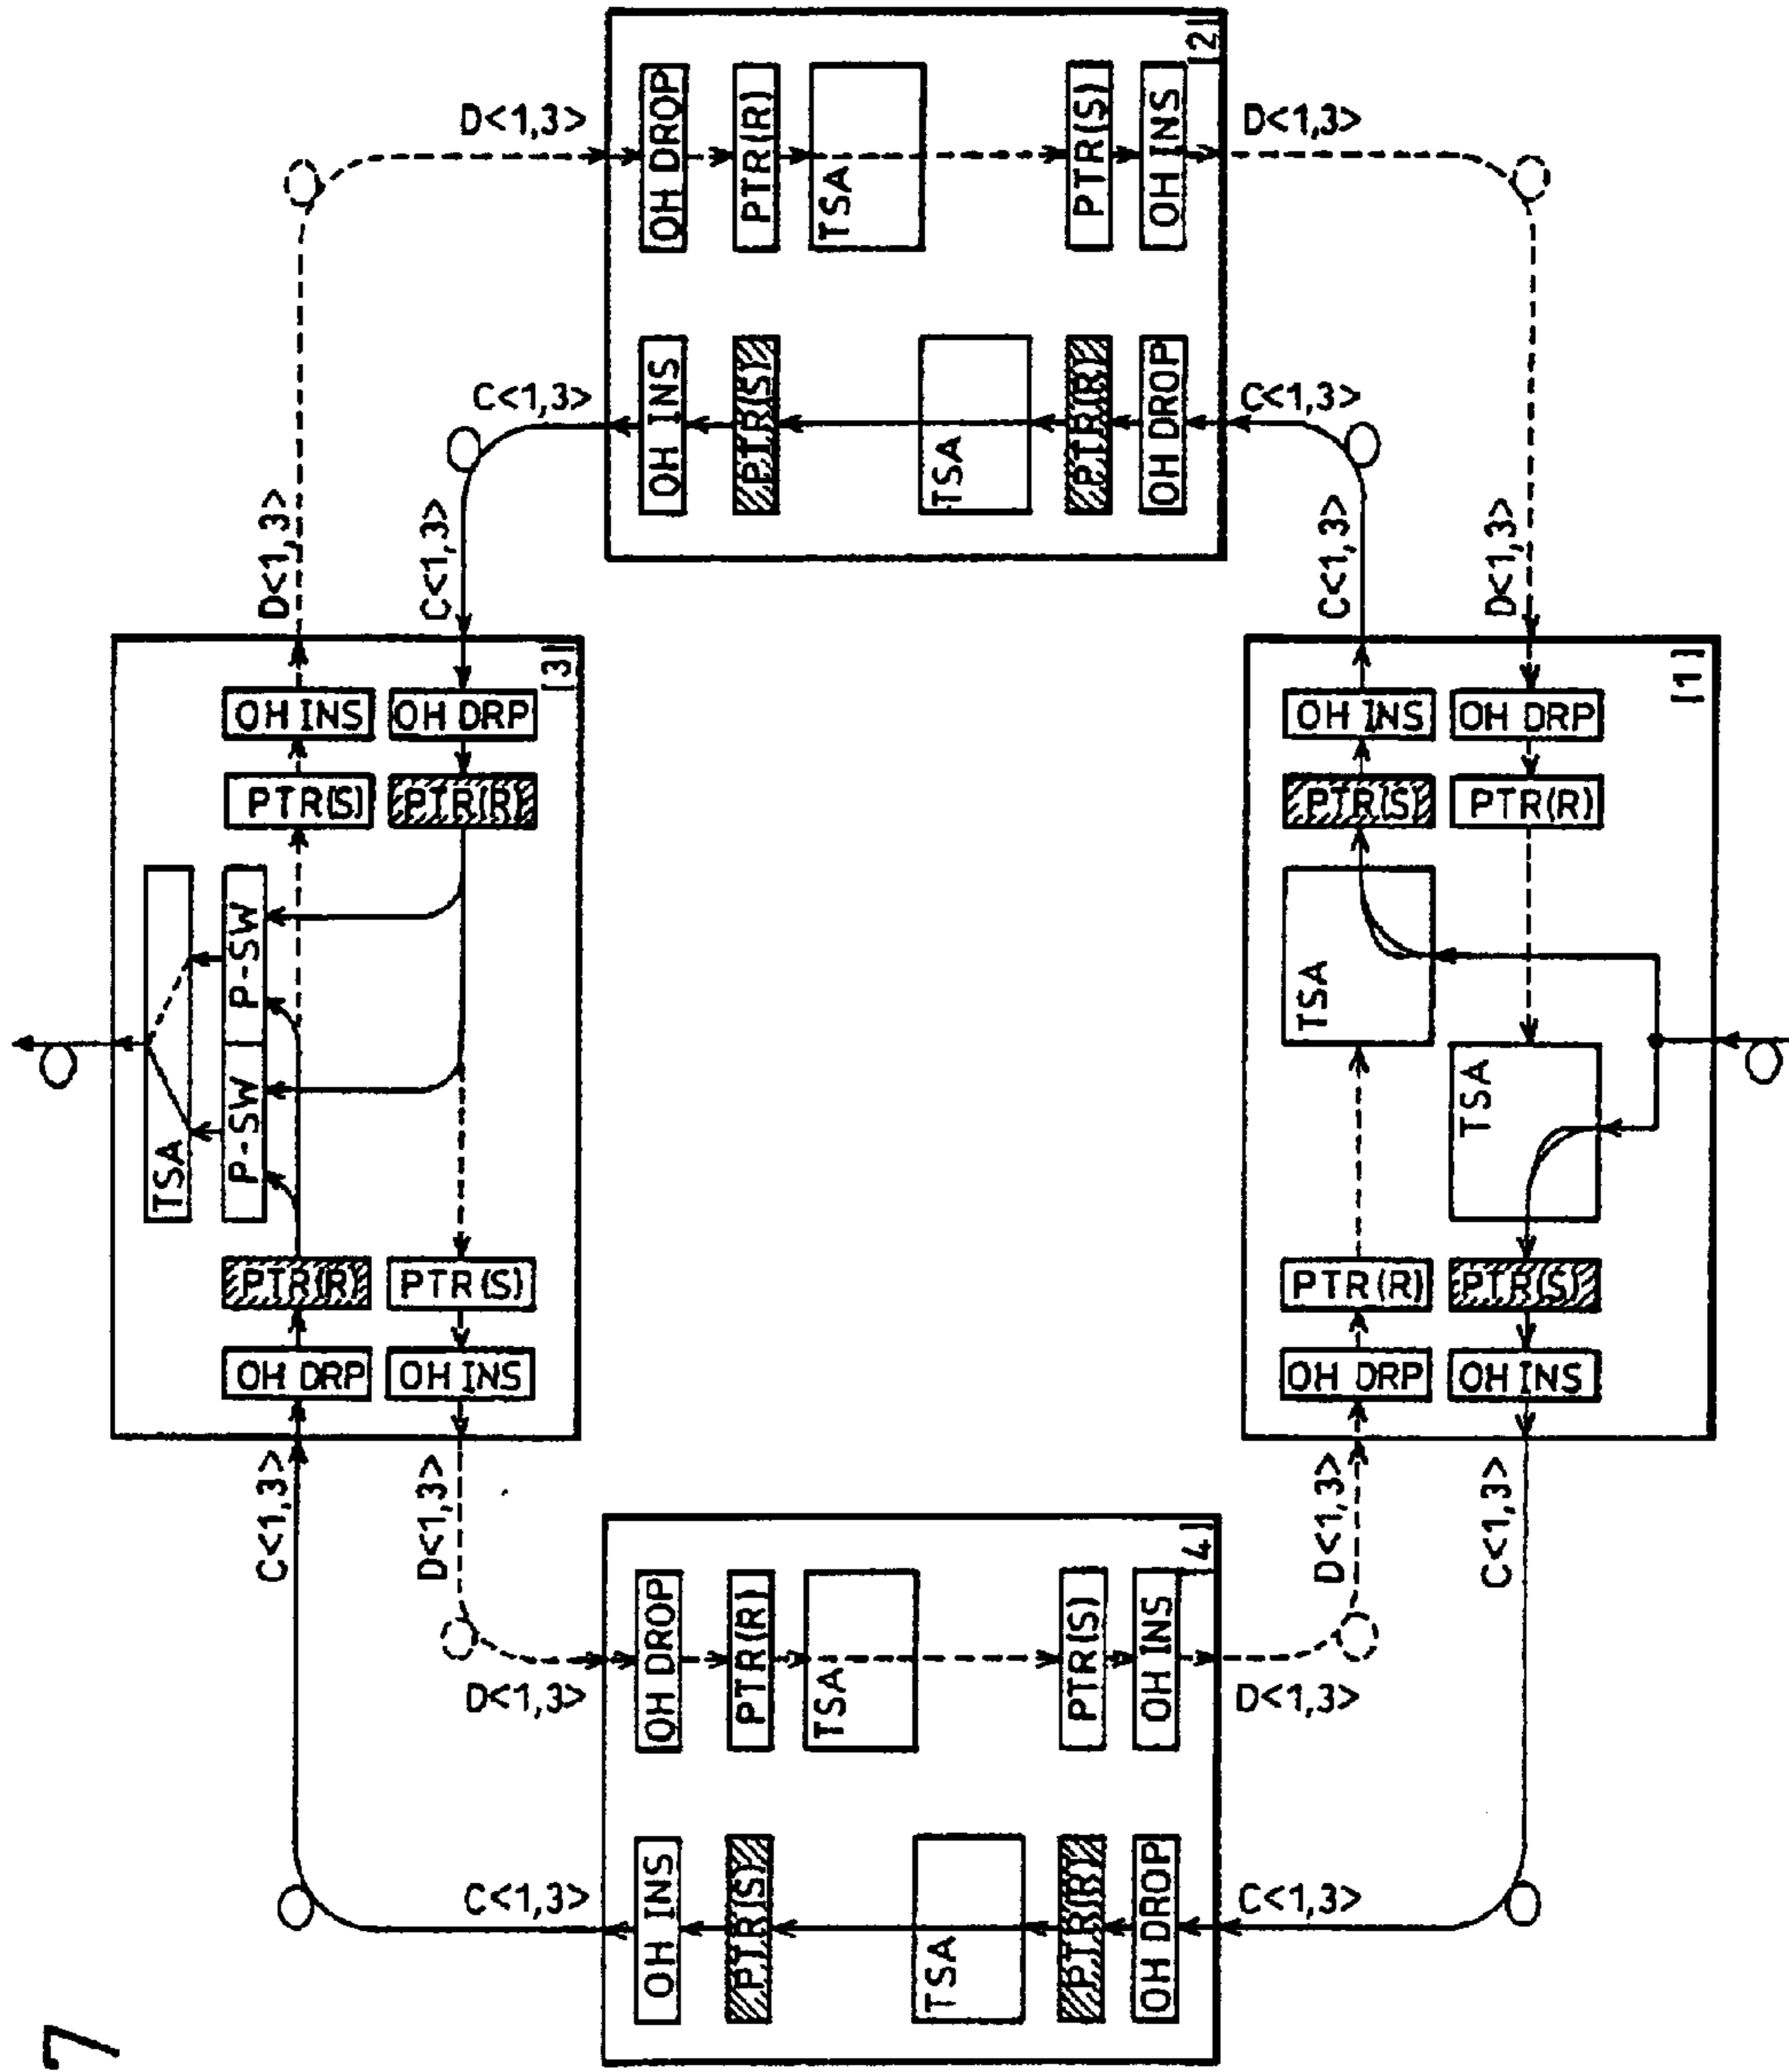 7
[3]
TSA
P-SW
P-SW
OH DRP
PTR(R)
PTR(S)
OH INS
OH INS
PTR(S)
PTR(R)
OH DRP
C<1,3>
D<1,3>
D<1,3>
C<1,3>
[4]
C<1,3>
D<1,3>
OH INS
PTR(S)
TSA
PTR(R)
OH DROP
OH DROP
PTR(R)
TSA
PTR(S)
OH INS
C<1,3>
D<1,3>
[2]
C<1,3>
D<1,3>
OH INS
PTR(S)
TSA
PTR(R)
OH DROP
OH DROP
PTR(R)
TSA
PTR(S)
OH INS
C<1,3>
D<1,3>
D<1,3>
C<1,3>
C<1,3>
D<1,3>
[1]
OH DRP
PTR(R)
TSA
PTR(S)
OH INS
OH INS
PTR(S)
TSA
PTR(R)
OH DRP